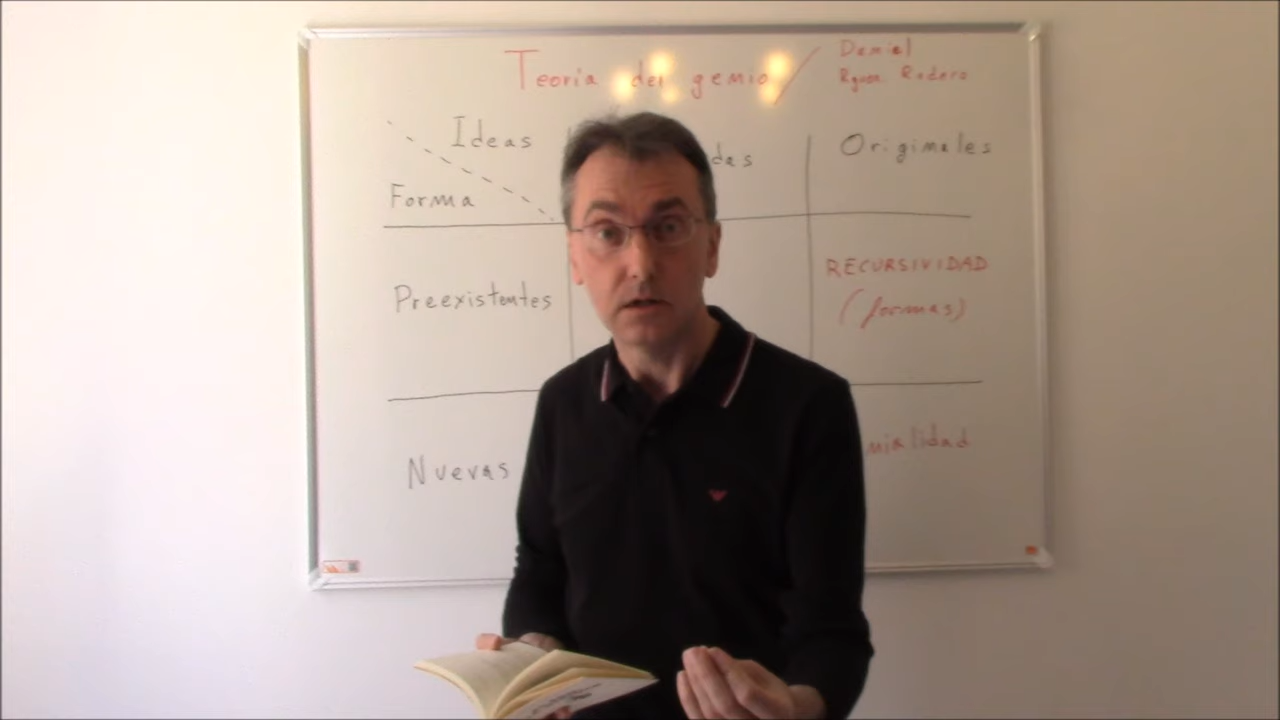 Teoría del genio /
Daniel
Rguez. Rodero
Ideas
Originales
Forma
Preexistentes
RECURSIVIDAD
(formas)
Nuevas